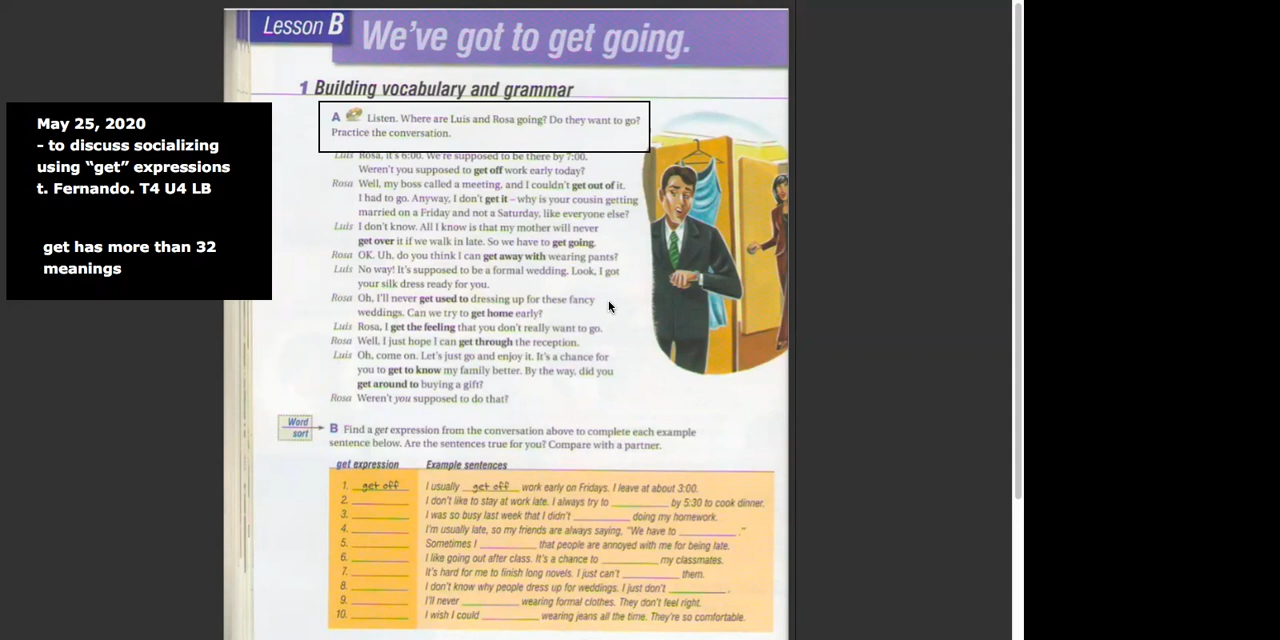 Lesson B
We've got to get going.
May 25, 2020
- to discuss socializing
using “get” expressions
t. Fernando. T4 U4 LB
get has more than 32
meanings
1 Building vocabulary and grammar
A Listen. Where are Luis and Rosa going? Do they want to go?
Practice the conversation.
Luis Rosa, it's 6:00. We're supposed to be there by 7:00.
Weren't you supposed to get off work early today?
Rosa Well, my boss called a meeting, and I couldn't get out of it.
I had to go. Anyway, I don't get it – why is your cousin getting
married on a Friday and not a Saturday, like everyone else?
Luis I don't know. All I know is that my mother will never
get over it if we walk in late. So we have to get going.
Rosa OK. Uh, do you think I can get away with wearing pants?
Luis No way! It's supposed to be a formal wedding. Look, I got
your silk dress ready for you.
Rosa Oh, I'll never get used to dressing up for these fancy
weddings. Can we try to get home early?
Luis Rosa, I get the feeling that you don't really want to go.
Rosa Well, I just hope I can get through the reception.
Luis Oh, come on. Let's just go and enjoy it. It's a chance for
you to get to know my family better. By the way, did you
get around to buying a gift?
Rosa Weren't you supposed to do that?
Word
sort
B Find a get expression from the conversation above to complete each example
sentence below. Are the sentences true for you? Compare with a partner.
get expression Example sentences
1. get off I usually get off work early on Fridays. I leave at about 3:00.
2. I don't like to stay at work late. I always try to ________ by 5:30 to cook dinner.
3. I was so busy last week that I didn't ________ doing my homework.
4. I'm usually late, so my friends are always saying, "We have to ________."
5. Sometimes I ________ that people are annoyed with me for being late.
6. I like going out after class. It's a chance to ________ my classmates.
7. It's hard for me to finish long novels. I just can't ________ them.
8. I don't know why people dress up for weddings. I just don't ________.
9. I'll never ________ wearing formal clothes. They don't feel right.
10. I wish I could ________ wearing jeans all the time. They're so comfortable.